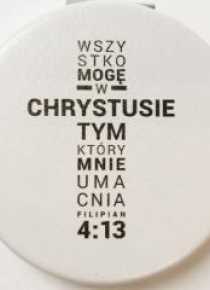 WSZY
STKO
MOGĘ
W
CHRYSTUSIE
TYM
KTÓRY
MNIE
UMA
CNIA
FILIPIAN
4:13